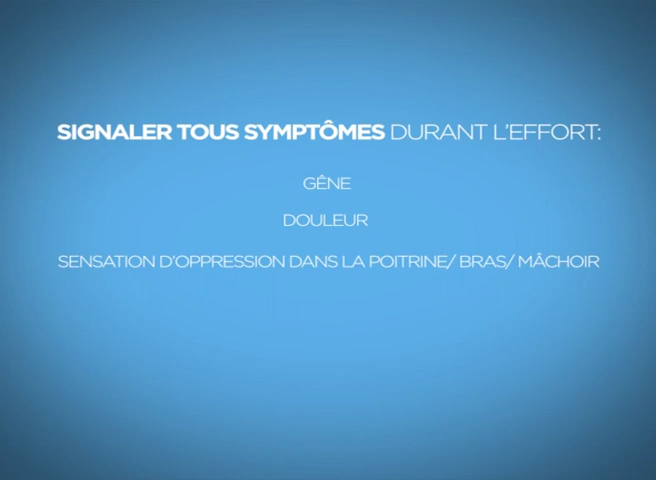 SIGNALER TOUS SYMPTÔMES DURANT L'EFFORT:
GÊNE
DOULEUR
SENSATION D'OPPRESSION DANS LA POITRINE/ BRAS/ MÂCHOIR